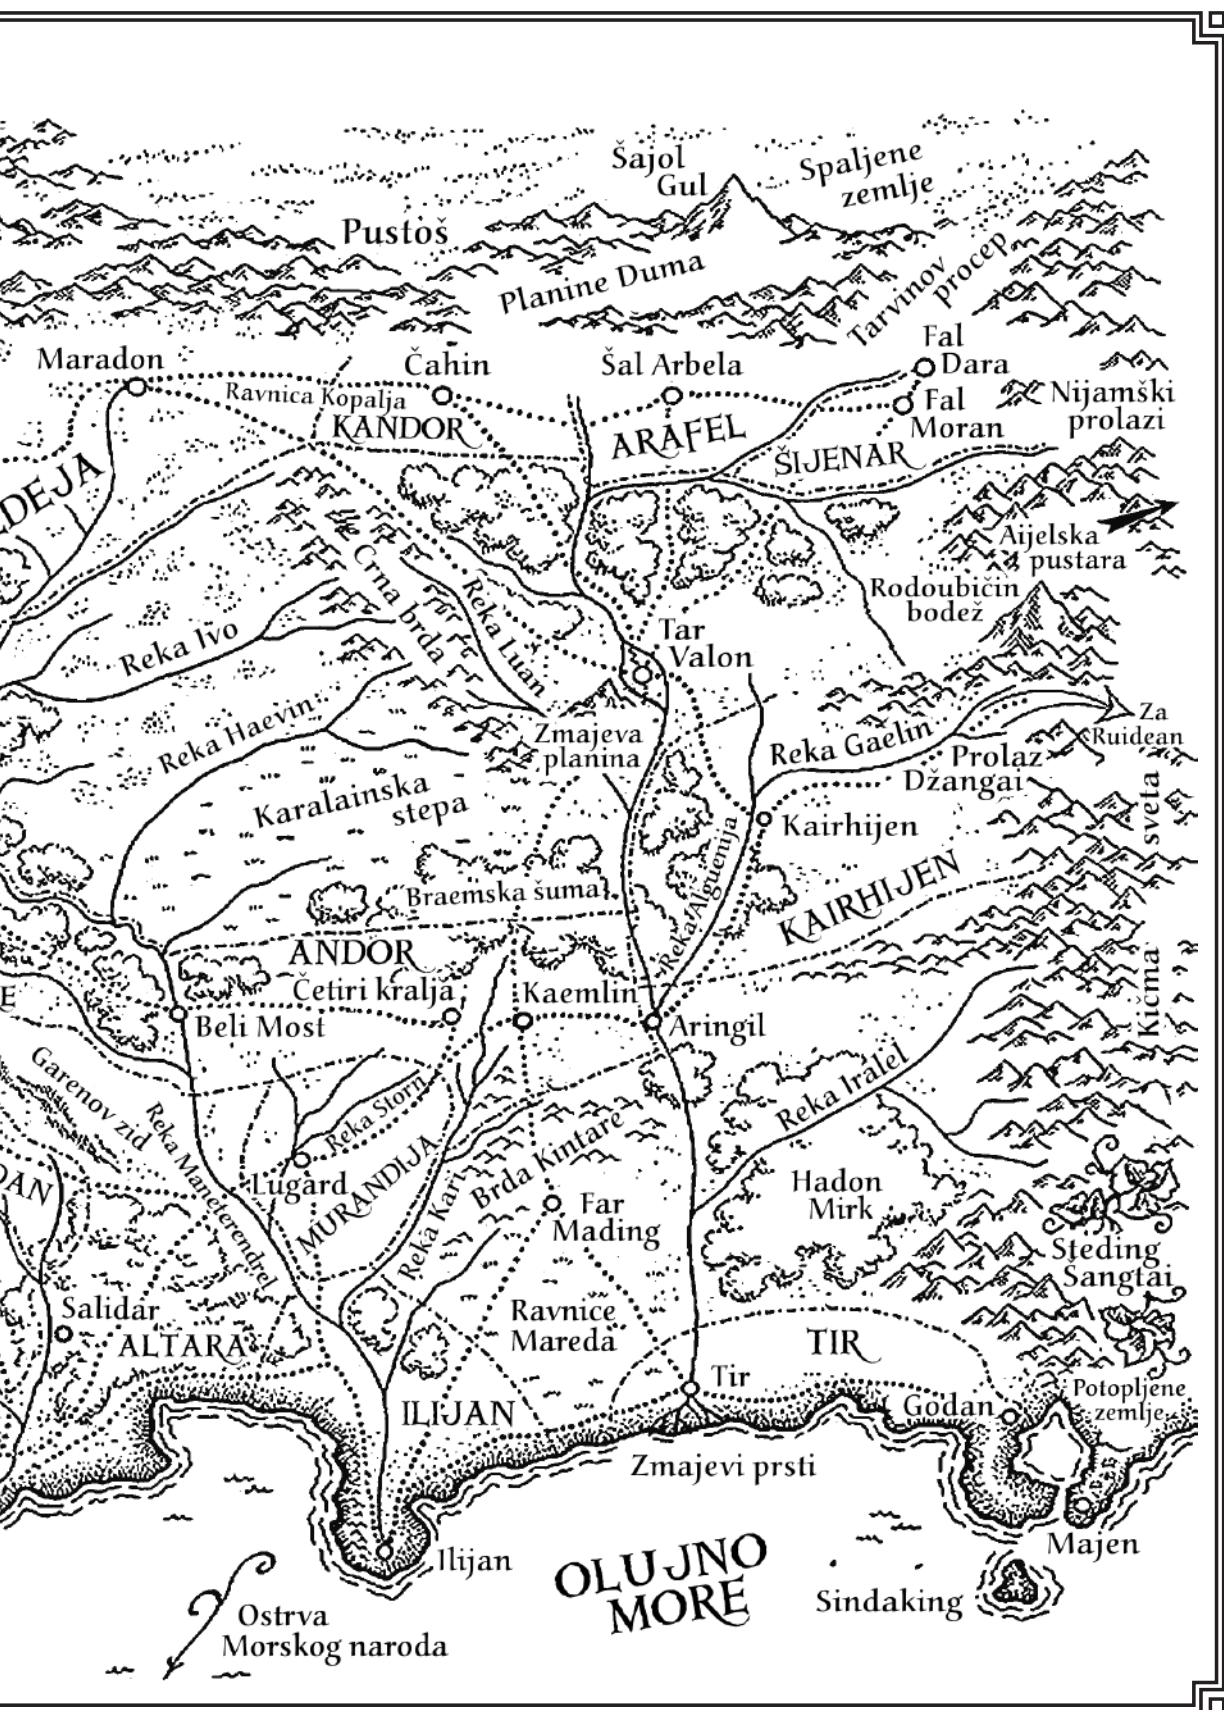 Šajol
Gul
Spaljene
zemlje
Pustoš
Planine Duma
Tarvinov
procep
Maradon
Čahin
Šal Arbela
Fal
Dara
Ravnica Kopalja
KANDOR
ARAFEL
Fal
Moran
Nijamški
prolazi
ŠIJENAR
LDEJA
Aijelska
pustara
Crna brda
Reka Luan
Rodoubičin
bodež
Reka Ivo
Tar
Valon
Reka Haevin
Zmajeva
planina
Reka Gaelin
Za
Ruidean
Prolaz
Džangai
Karalainska
stepa
Kairhijen
Kičma sveta
Braemska šuma
Reka Alguenija
KAIRHIJEN
ANDOR
Četiri kralja
Kaemlin
E
Beli Most
Aringil
Garenov zid
Reka Storn
Reka Iralel
Reka Maneterendrel
DAN
Lugard
MURANDIJA
Reka Kari
Brda Kintare
Far
Mading
Hadon
Mirk
Steding
Šangtai
Salidar
ALTARA
Ravnice
Mareda
TIR
Tir
Godan
Potopljene
zemlje
ILIJAN
Zmajevi prsti
Majen
Ilijan
OLUJNO
MORE
Sindaking
Ostrva
Morskog naroda